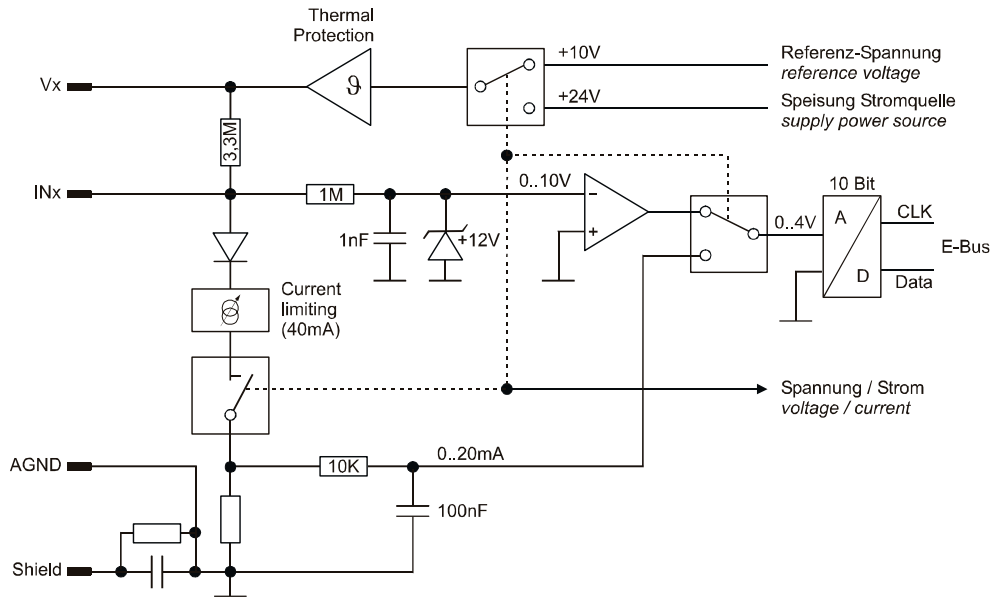 Thermal
Protection
Vx
ϑ
+10V
Referenz-Spannung
reference voltage
+24V
Speisung Stromquelle
supply power source
3,3M
INx
1M
0..10V
1nF
+12V
−
+
10 Bit
A
D
0..4V
CLK
E-Bus
Data
Current
limiting
(40mA)
Spannung / Strom
voltage / current
AGND
10K
0..20mA
100nF
Shield